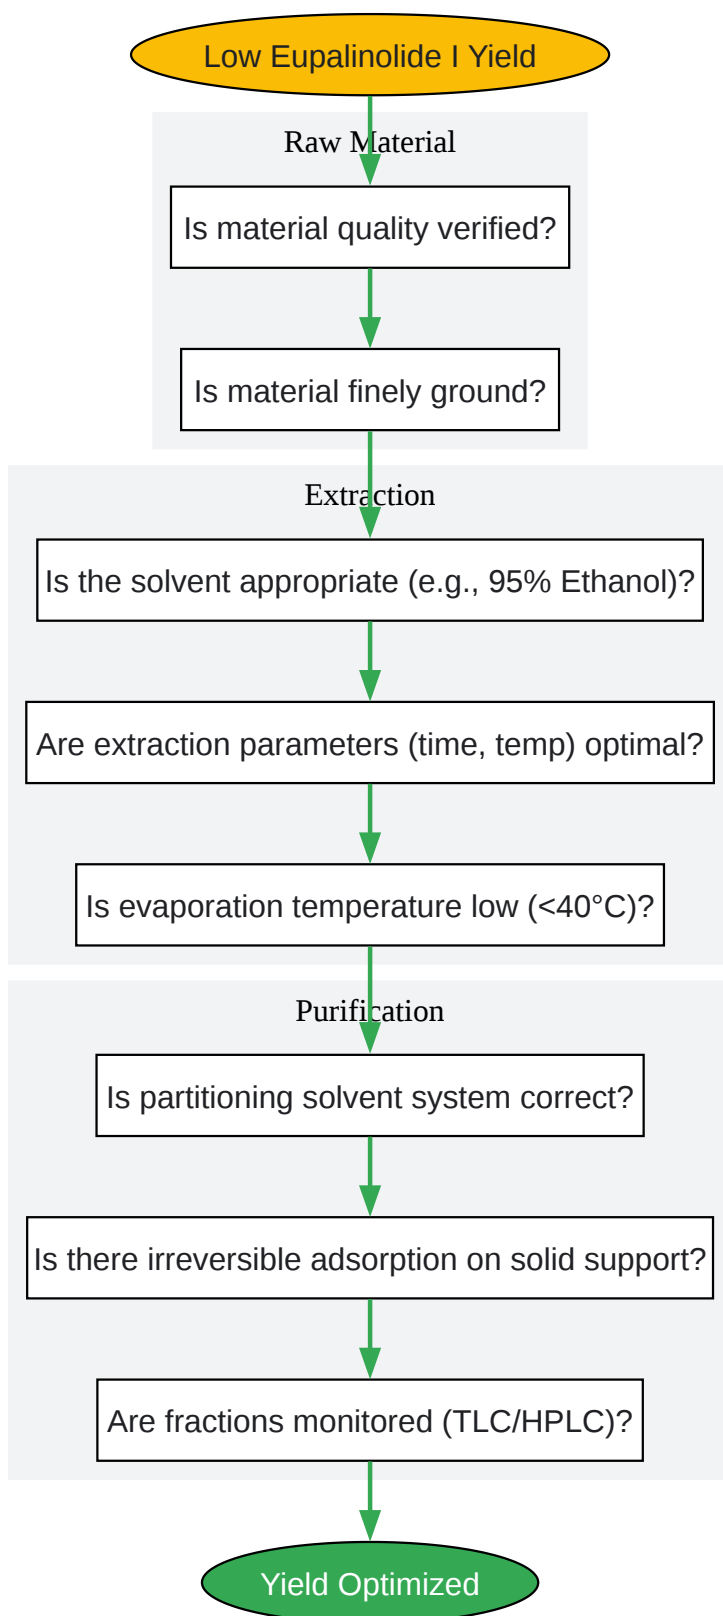 Low Eupalinolide I Yield
Raw Material
Is material quality verified?
Is material finely ground?
Extraction
Is the solvent appropriate (e.g., 95% Ethanol)?
Are extraction parameters (time, temp) optimal?
Is evaporation temperature low (<40°C)?
Purification
Is partitioning solvent system correct?
Is there irreversible adsorption on solid support?
Are fractions monitored (TLC/HPLC)?
Yield Optimized